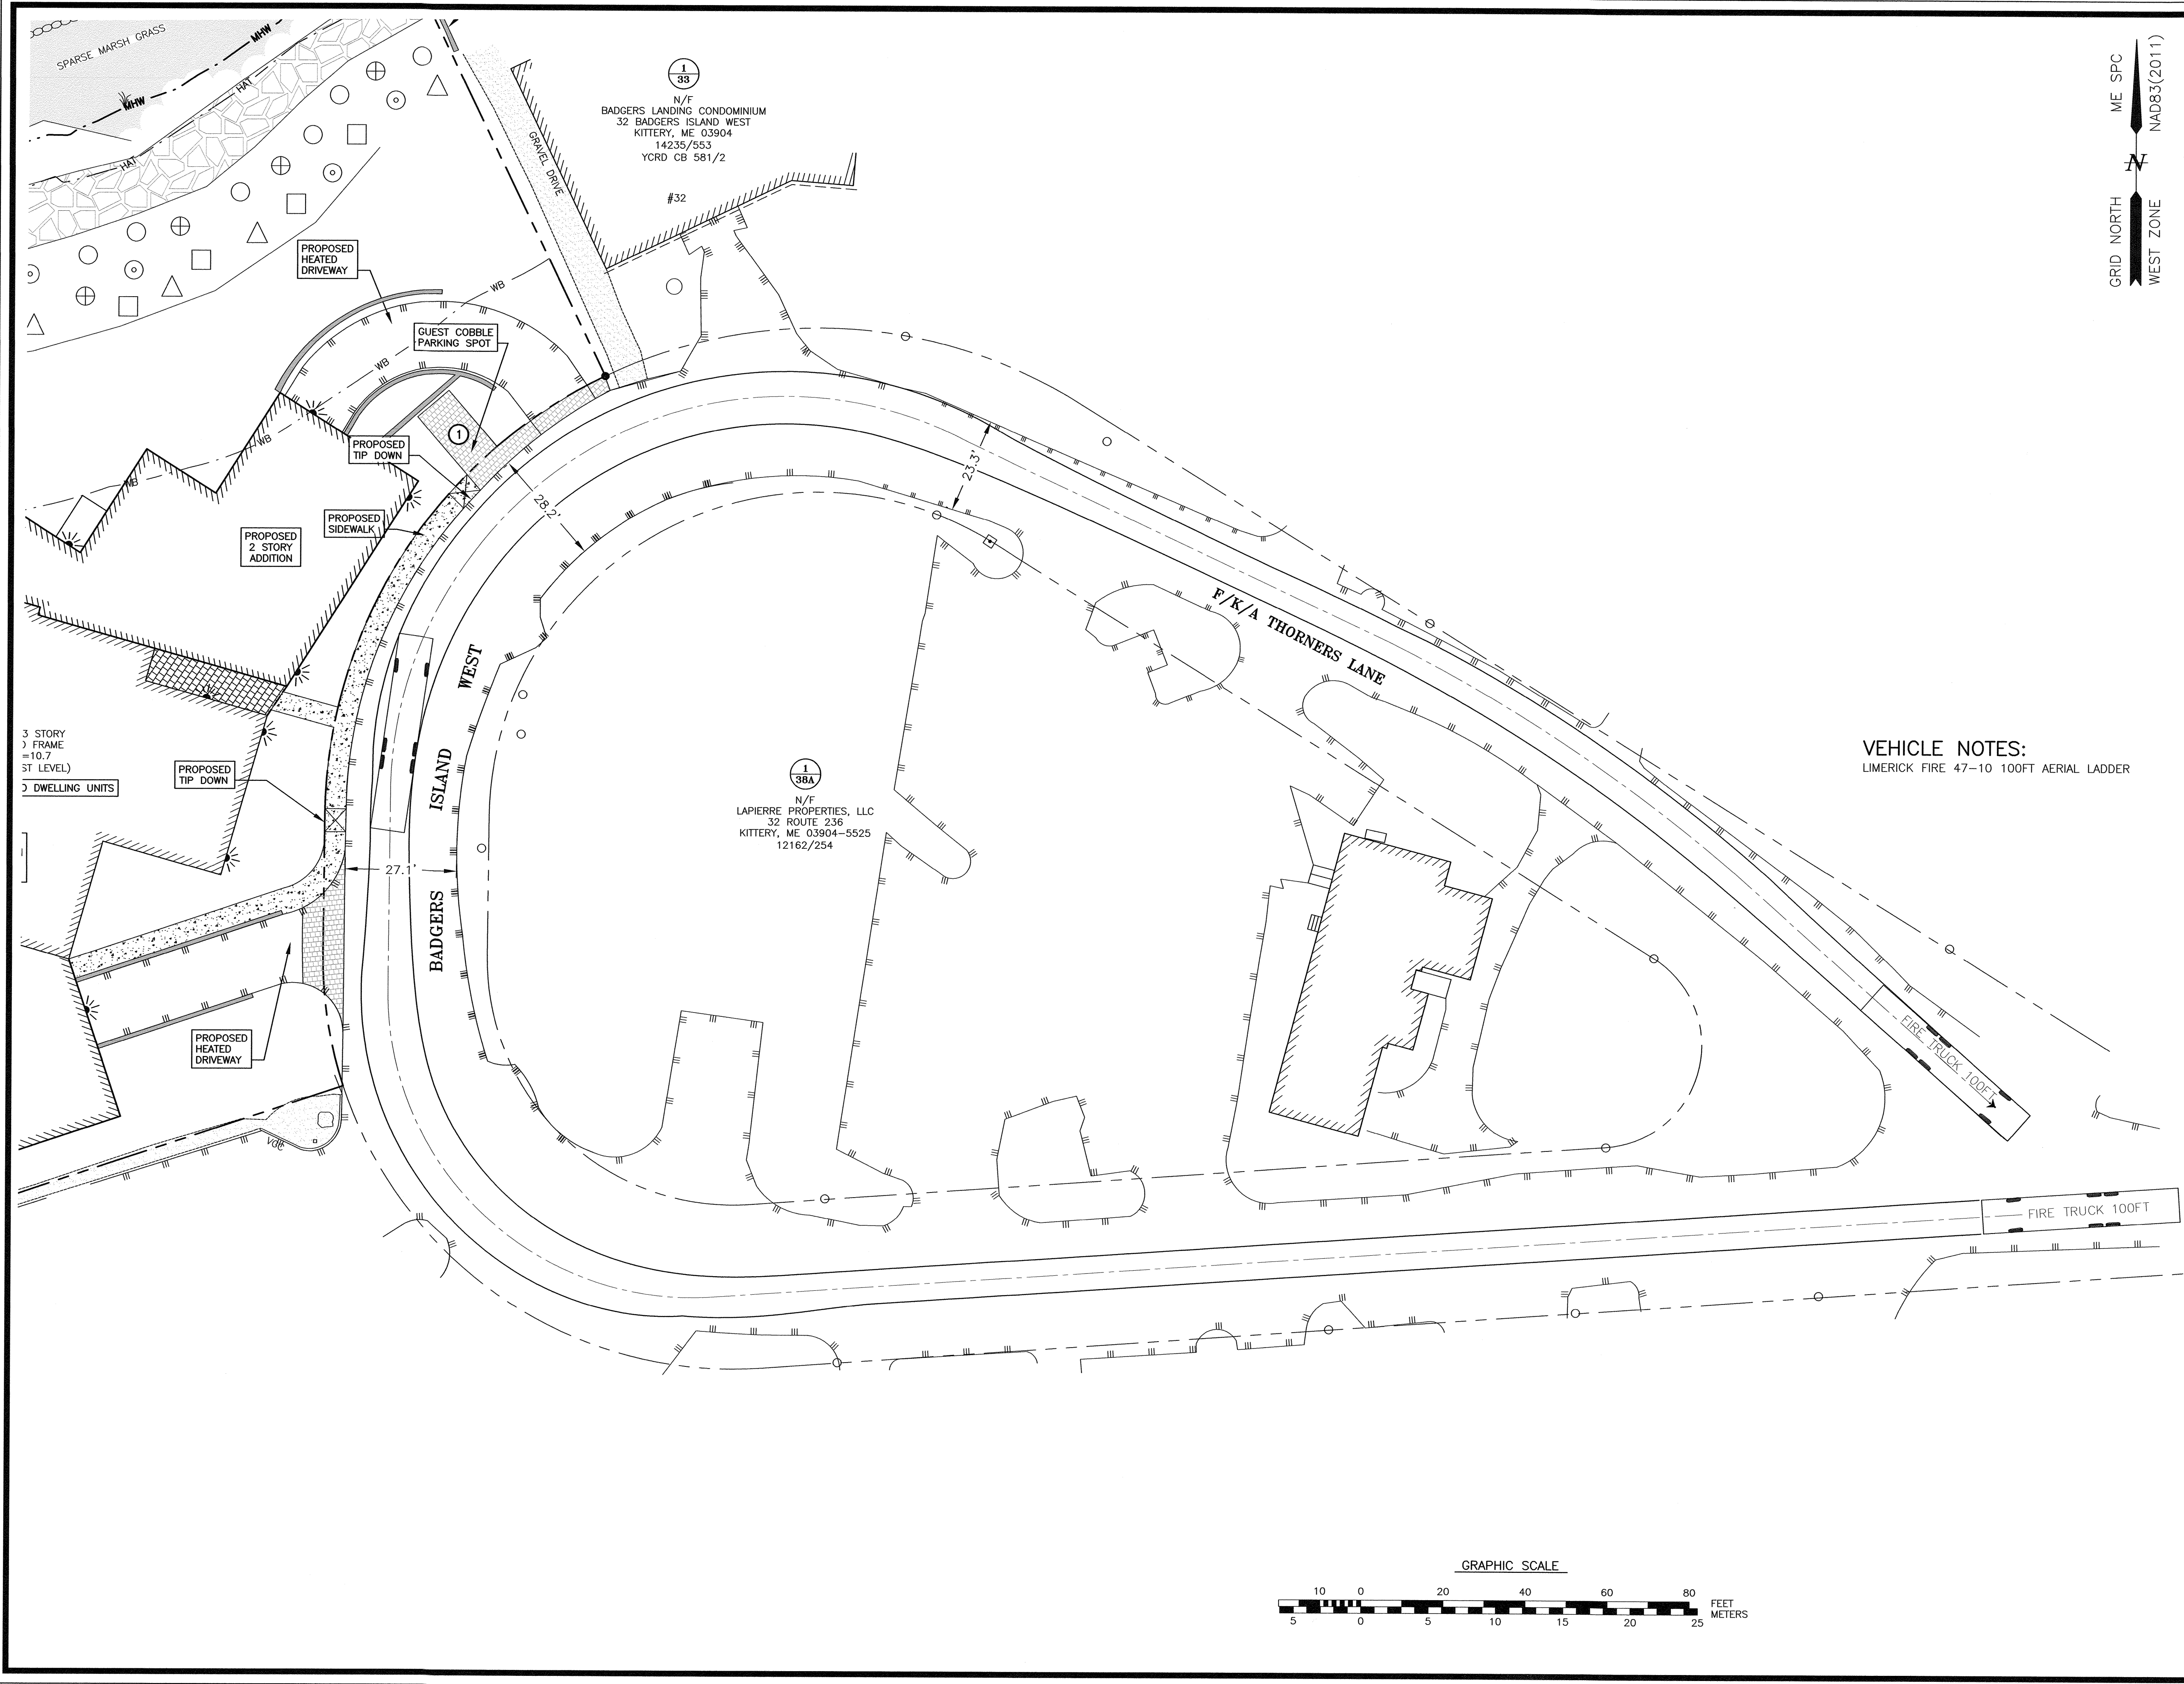 SPARSE MARSH GRASS
MHW
MHW
HAT
HAT
GRAVEL DRIVE
1
33
N/F
BADGERS LANDING CONDOMINIUM
32 BADGERS ISLAND WEST
KITTERY, ME 03904
14235/553
YCRD CB 581/2
#32
ME SPC
NAD83(2011)
N
GRID NORTH
WEST ZONE
PROPOSED
HEATED
DRIVEWAY
WB
GUEST COBBLE
PARKING SPOT
WB
WB
WB
1
PROPOSED
TIP DOWN
28.2'
23.3'
PROPOSED
SIDEWALK
PROPOSED
2 STORY
ADDITION
F/K/A THORNERS LANE
BADGERS ISLAND WEST
3 STORY
FRAME
=10.7
ST LEVEL)
DWELLING UNITS
PROPOSED
TIP DOWN
27.1'
1
38A
N/F
LAPIERRE PROPERTIES, LLC
32 ROUTE 236
KITTERY, ME 03904-5525
12162/254
VEHICLE NOTES:
LIMERICK FIRE 47-10 100FT AERIAL LADDER
PROPOSED
HEATED
DRIVEWAY
vdc
FIRE TRUCK 100FT
FIRE TRUCK 100FT
GRAPHIC SCALE
10 0 20 40 60 80
FEET
METERS
5 0 5 10 15 20 25